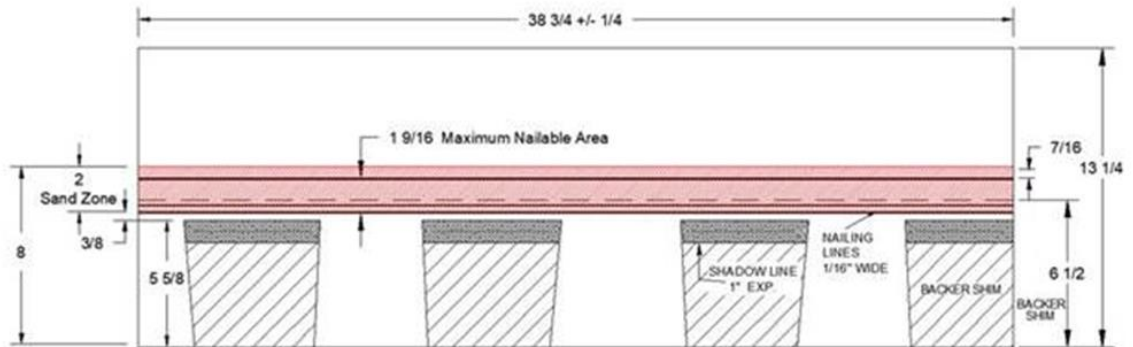 38 3/4 +/- 1/4
1 9/16 Maximum Nailable Area
7/16
13 1/4
2
Sand Zone
3/8
8
5 5/8
SHADOW LINE
1" EXP.
NAILING
LINES
1/16" WIDE
BACKER SHIM
6 1/2
BACKER
SHIM